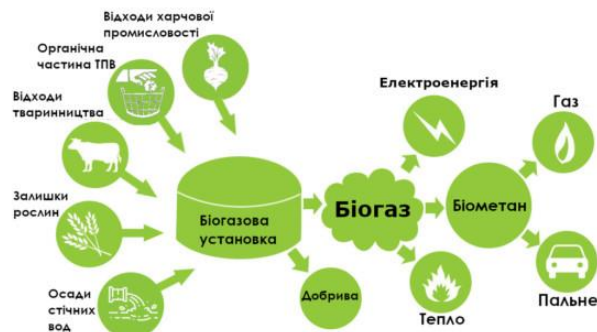 Відходи харчової
промисловості
Органічна
частина ТПВ
Відходи
тваринництва
Залишки
рослин
Осади
стічних
вод
Біогазова
установка
Добрива
Біогаз
Електроенергія
Тепло
Біометан
Газ
Пальне